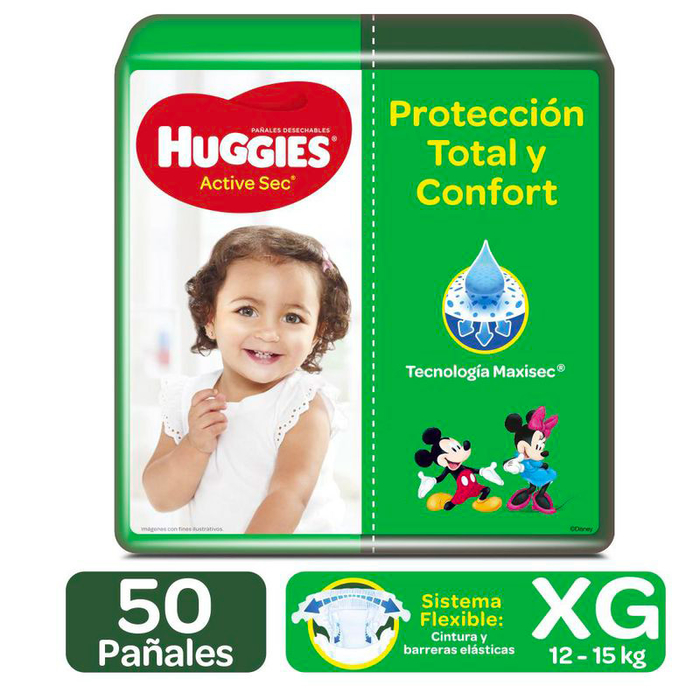 PAÑALES DESECHABLES
HUGGIES®
Active Sec®
Protección
Total y
Confort
Tecnología Maxisec®
Imágenes con fines ilustrativos.
©Disney
50
Pañales
Sistema
Flexible:
Cintura y
barreras elásticas
XG
12 - 15 kg